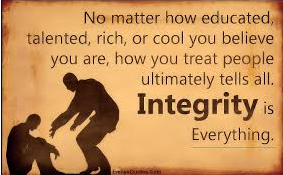 No matter how educated,
talented, rich, or cool you believe
you are, how you treat people
ultimately tells all.
Integrity is
Everything.